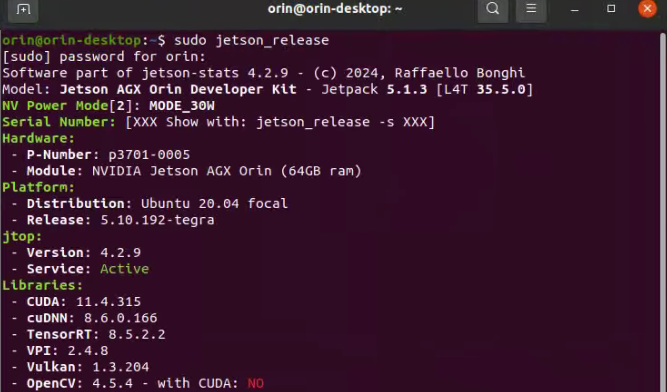 orin@orin-desktop: ~
orin@orin-desktop:~$ sudo jetson_release
[sudo] password for orin:
Software part of jetson-stats 4.2.9 - (c) 2024, Raffaello Bonghi
Model: Jetson AGX Orin Developer Kit - Jetpack 5.1.3 [L4T 35.5.0]
NV Power Mode[2]: MODE_30W
Serial Number: [XXX Show with: jetson_release -s XXX]
Hardware:
- P-Number: p3701-0005
- Module: NVIDIA Jetson AGX Orin (64GB ram)
Platform:
- Distribution: Ubuntu 20.04 focal
- Release: 5.10.192-tegra
jtop:
- Version: 4.2.9
- Service: Active
Libraries:
- CUDA: 11.4.315
- cuDNN: 8.6.0.166
- TensorRT: 8.5.2.2
- VPI: 2.4.8
- Vulkan: 1.3.204
- OpenCV: 4.5.4 - with CUDA: NO